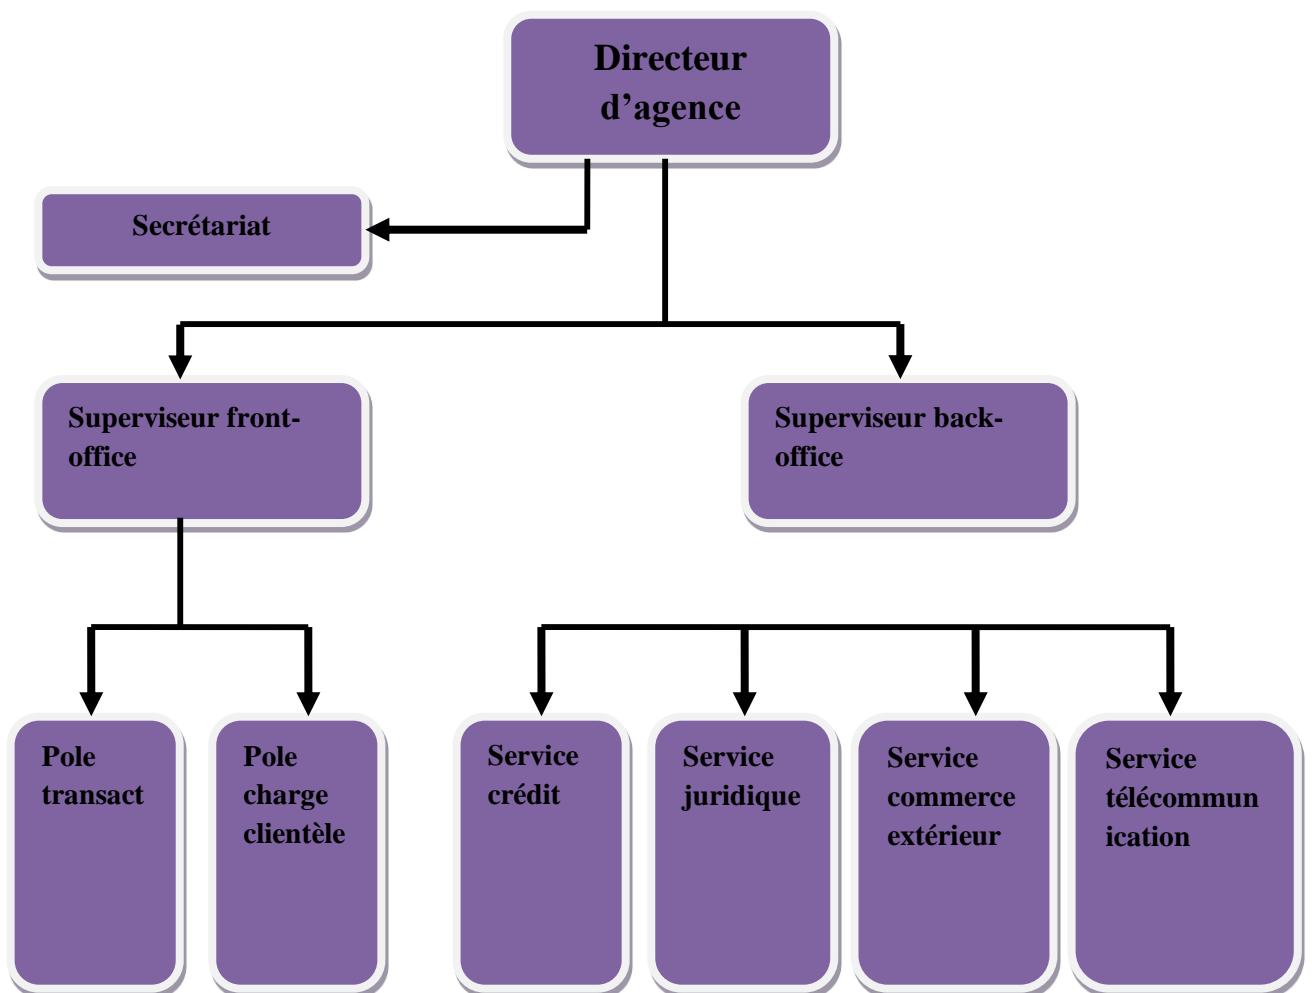 Directeur
d’agence
Secrétariat
Superviseur front-
office
Superviseur back-
office
Pole
transact
Pole
charge
clientèle
Service
crédit
Service
juridique
Service
commerce
extérieur
Service
télécommun
ication